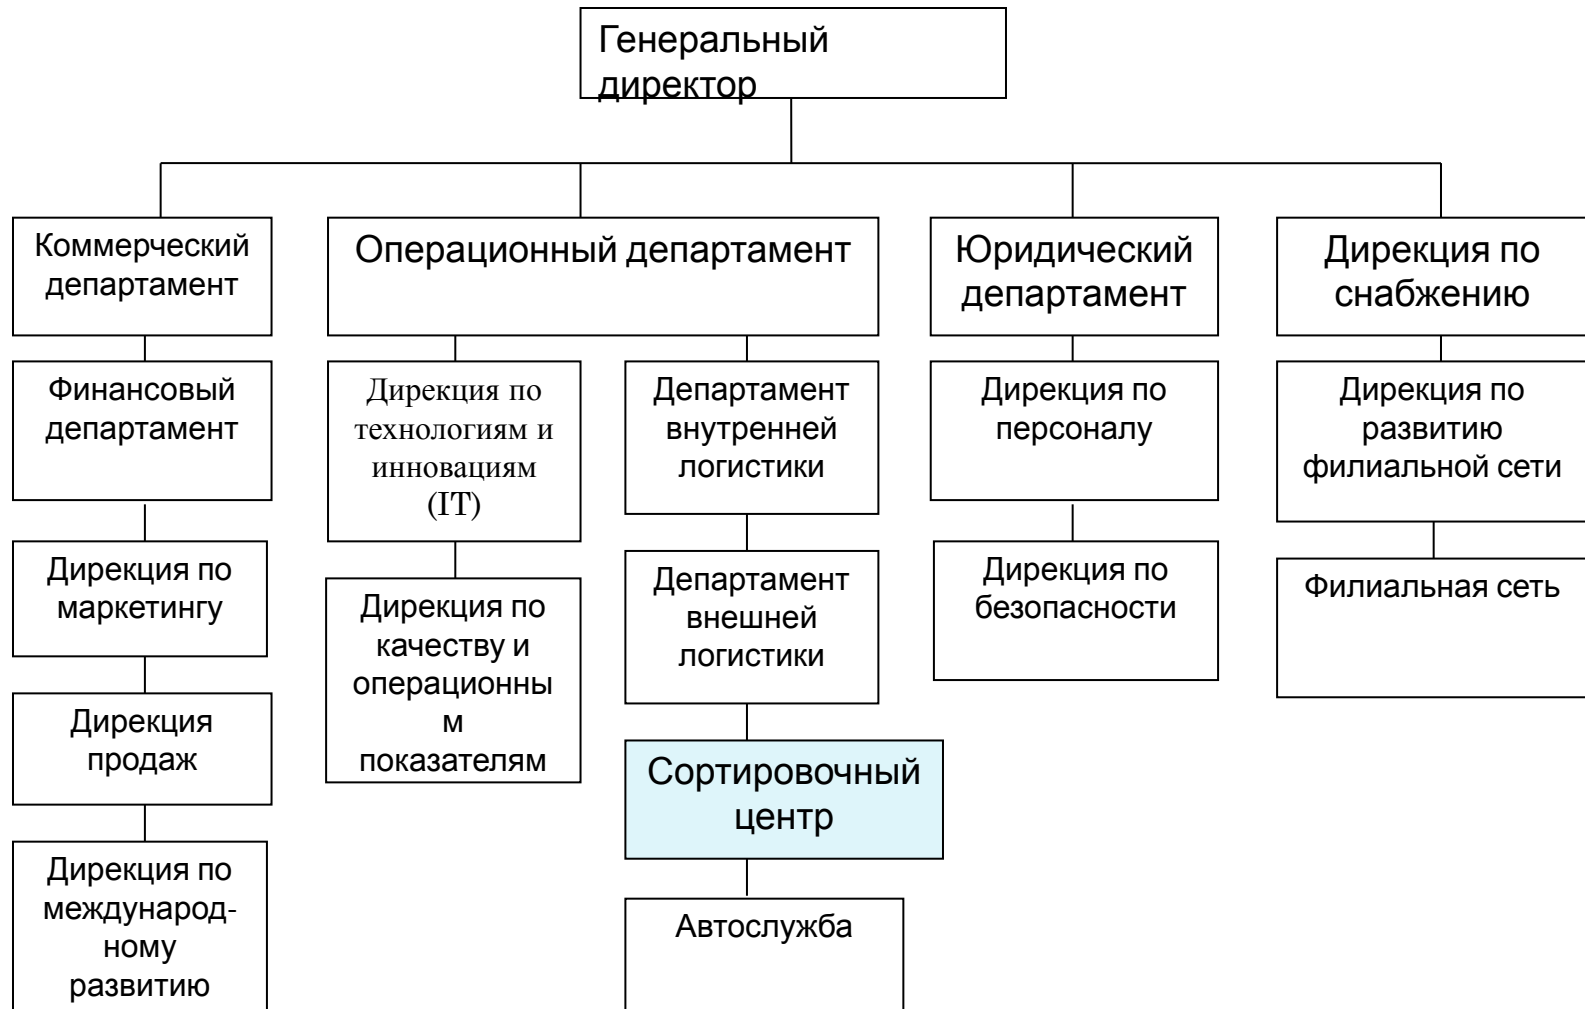 Генеральный
директор
Коммерческий
департамент
Операционный департамент
Юридический
департамент
Дирекция по
снабжению
Финансовый
департамент
Дирекция по
технологиям и
инновациям
(IT)
Департамент
внутренней
логистики
Дирекция по
персоналу
Дирекция по
развитию
филиальной сети
Дирекция по
маркетингу
Дирекция по
качеству и
операционны
м
показателям
Департамент
внешней
логистики
Дирекция по
безопасности
Филиальная сеть
Дирекция
продаж
Сортировочный
центр
Дирекция по
международ-
ному
развитию
Автослужба